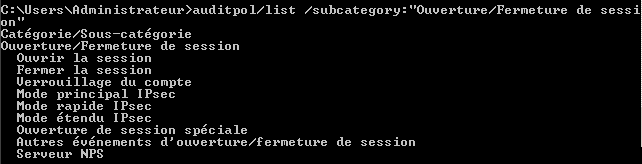 C:\Users\Administrateur>auditpol/list /subcategory:"Ouverture/Fermeture de sessi
on"
Catégorie/Sous-catégorie
Ouverture/Fermeture de session
Ouvrir la session
Fermer la session
Verrouillage du compte
Mode principal IPsec
Mode rapide IPsec
Mode étendu IPsec
Ouverture de session spéciale
Autres événements d'ouverture/fermeture de session
Serveur NPS